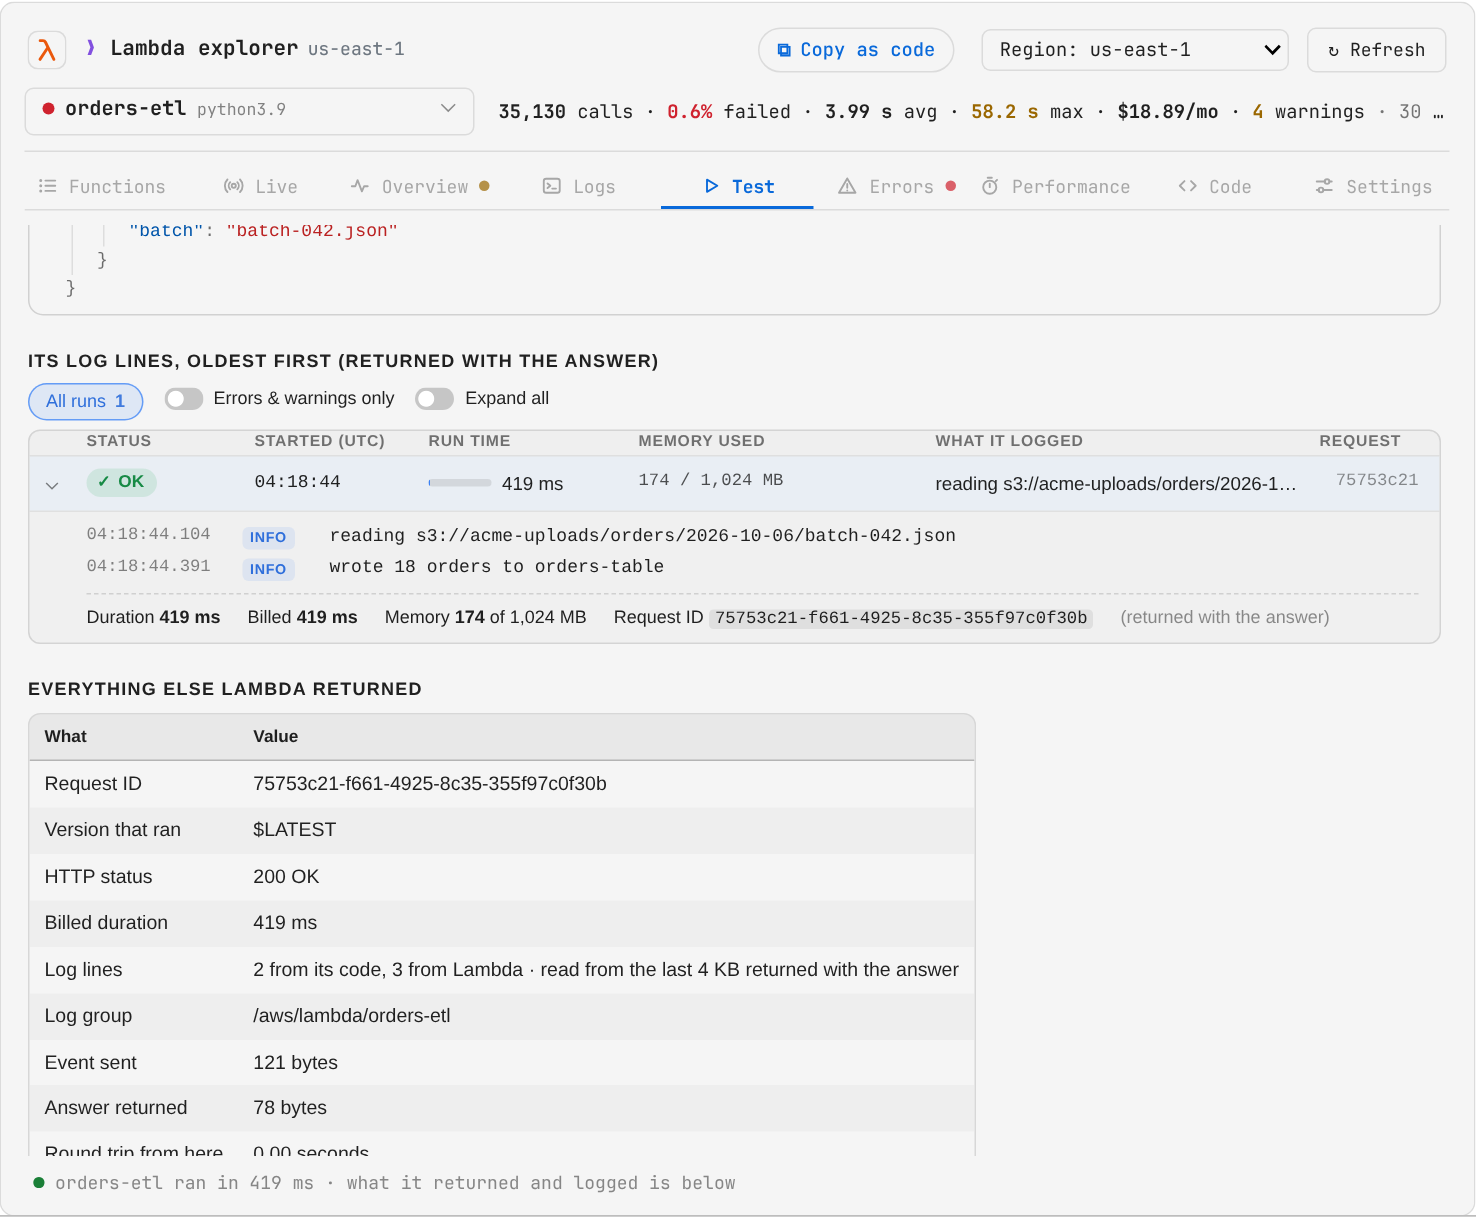 Lambda explorer us-east-1
Copy as code
Region: us-east-1
Refresh
orders-etl python3.9
35,130 calls · 0.6% failed · 3.99 s avg · 58.2 s max · $18.89/mo · 4 warnings · 30 …
Functions Live Overview Logs Test Errors Performance Code Settings
"batch": "batch-042.json"
}
}
ITS LOG LINES, OLDEST FIRST (RETURNED WITH THE ANSWER)
All runs 1 Errors & warnings only Expand all
STATUS STARTED (UTC) RUN TIME MEMORY USED WHAT IT LOGGED REQUEST
✓ OK 04:18:44 419 ms 174 / 1,024 MB reading s3://acme-uploads/orders/2026-1… 75753c21
04:18:44.104 INFO reading s3://acme-uploads/orders/2026-10-06/batch-042.json
04:18:44.391 INFO wrote 18 orders to orders-table
Duration 419 ms Billed 419 ms Memory 174 of 1,024 MB Request ID 75753c21-f661-4925-8c35-355f97c0f30b (returned with the answer)
EVERYTHING ELSE LAMBDA RETURNED
What Value
Request ID 75753c21-f661-4925-8c35-355f97c0f30b
Version that ran $LATEST
HTTP status 200 OK
Billed duration 419 ms
Log lines 2 from its code, 3 from Lambda · read from the last 4 KB returned with the answer
Log group /aws/lambda/orders-etl
Event sent 121 bytes
Answer returned 78 bytes
Round trip from here 0.00 seconds
orders-etl ran in 419 ms · what it returned and logged is below